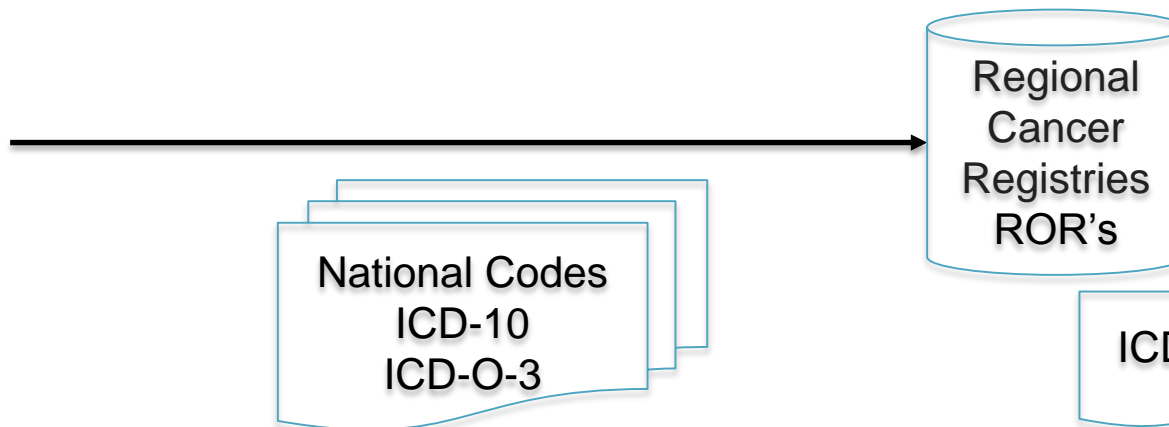 Regional
Cancer
Registries
ROR's
National Codes
ICD-10
ICD-O-3